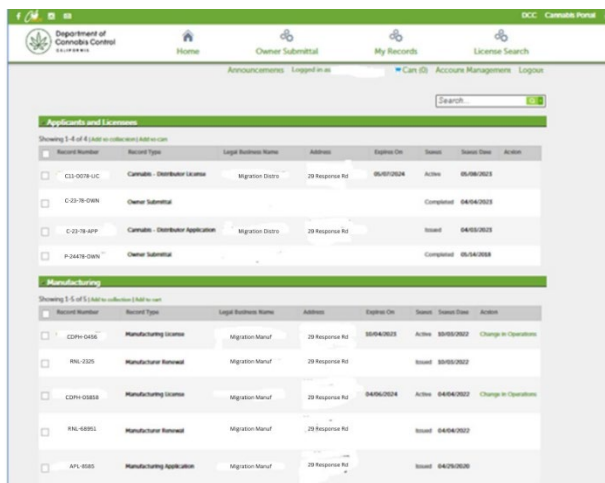 DCC Cannabis Portal
Department of
Cannabis Control
CALIFORNIA
Home
Owner Submittal
My Records
License Search
Announcements Logged in as Cart (0) Account Management Logout
Search...
Applicants and Licensees
Showing 1-4 of 4 | Add to collection | Add to cart
Record Number Record Type Legal Business Name Address Expires On Status Status Date Action
C11-0078-LIC Cannabis - Distributor License Migration Distro 29 Response Rd 05/07/2024 Active 05/08/2023
C-23-78-OWN Owner Submittal Completed 04/04/2023
C-23-78-APP Cannabis - Distributor Application Migration Distro 29 Response Rd Issued 04/03/2023
P-24478-OWN Owner Submittal Completed
Manufacturing
Showing 1-5 of 5 | Add to collection | Add to cart
Record Number Record Type Legal Business Name Address Expires On Status Status Date Action
CDPH-0456 Manufacturing License Migration Manuf 29 Response Rd 10/04/2023 Active 10/03/2022 Change in Operations
RNL-2325 Manufacturer Renewal Migration Manuf 29 Response Rd Issued 10/03/2022
CDPH-05858 Manufacturing License Migration Manuf 29 Response Rd 04/06/2024 Active 04/04/2022 Change in Operations
RNL-68951 Manufacturer Renewal Migration Manuf 29 Response Rd Issued 04/04/2022
APL-4585 Manufacturing Application Migration Manuf 29 Response Rd Issued 04/29/2020